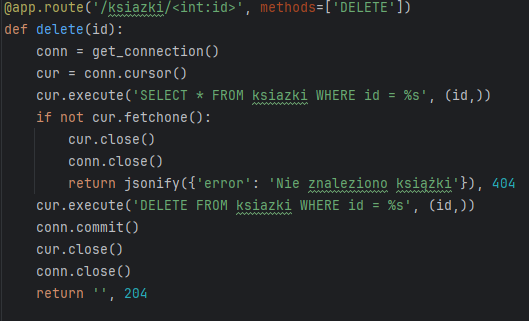 @app.route('/ksiazki/<int:id>', methods=['DELETE'])
def delete(id):
    conn = get_connection()
    cur = conn.cursor()
    cur.execute('SELECT * FROM ksiazki WHERE id = %s', (id,))
    if not cur.fetchone():
        cur.close()
        conn.close()
        return jsonify({'error': 'Nie znaleziono książki'}), 404
    cur.execute('DELETE FROM ksiazki WHERE id = %s', (id,))
    conn.commit()
    cur.close()
    conn.close()
    return '', 204